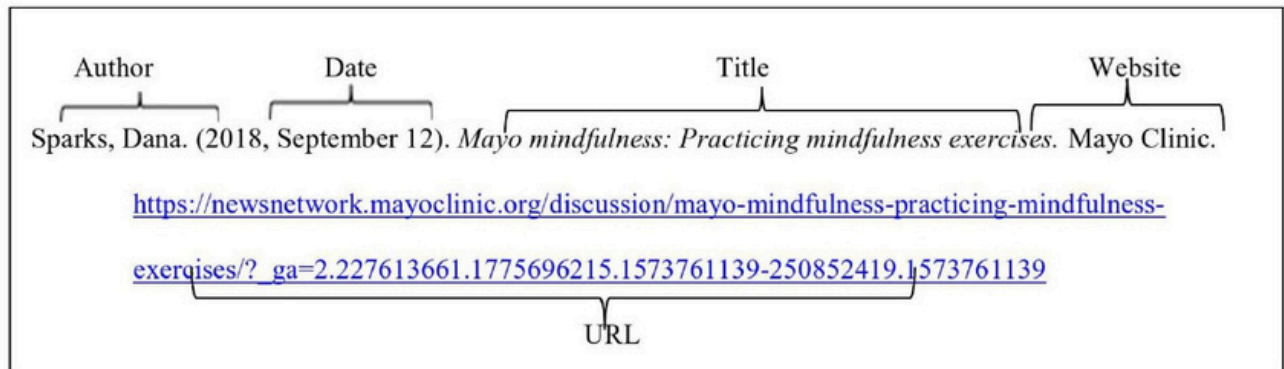 Author Date Title Website
Sparks, Dana. (2018, September 12). Mayo mindfulness: Practicing mindfulness exercises. Mayo Clinic.
https://newsnetwork.mayoclinic.org/discussion/mayo-mindfulness-practicing-mindfulness-
exercises/?_ga=2.227613661.1775696215.1573761139-250852419.1573761139
URL